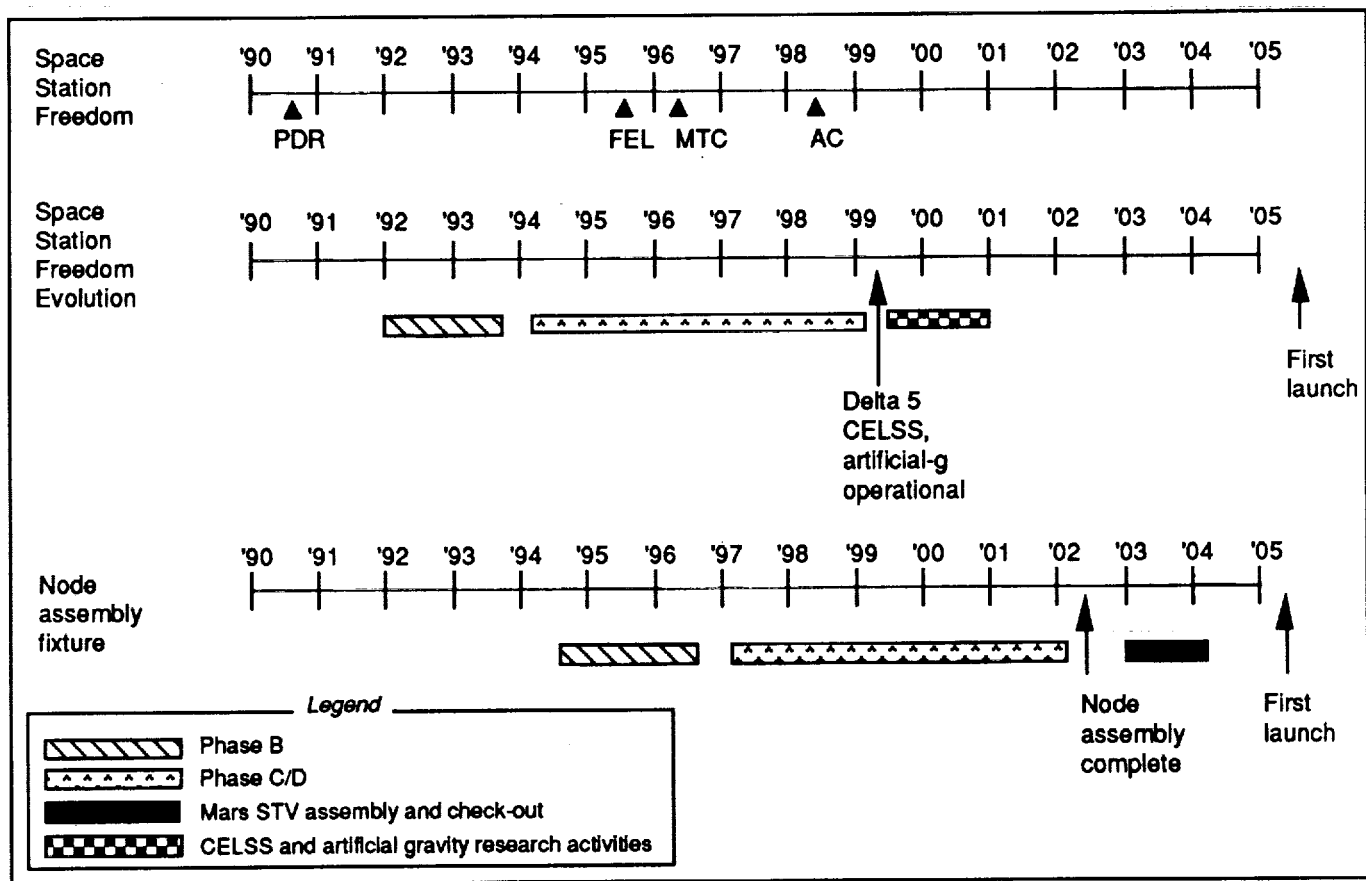 Space
Station
Freedom
'90 '91 '92 '93 '94 '95 '96 '97 '98 '99 '00 '01 '02 '03 '04 '05
PDR FEL MTC AC
Space
Station
Freedom
Evolution
'90 '91 '92 '93 '94 '95 '96 '97 '98 '99 '00 '01 '02 '03 '04 '05
Delta 5
CELSS,
artificial-g
operational
First
launch
Node
assembly
fixture
'90 '91 '92 '93 '94 '95 '96 '97 '98 '99 '00 '01 '02 '03 '04 '05
Node
assembly
complete
First
launch
Legend
Phase B
Phase C/D
Mars STV assembly and check-out
CELSS and artificial gravity research activities